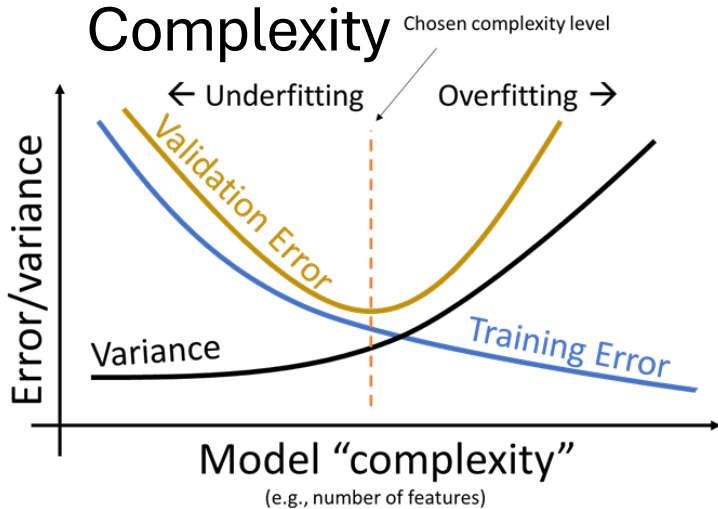 Complexity
Chosen complexity level
← Underfitting
Overfitting →
Validation Error
Error/variance
Variance
Training Error
Model “complexity”
(e.g., number of features)